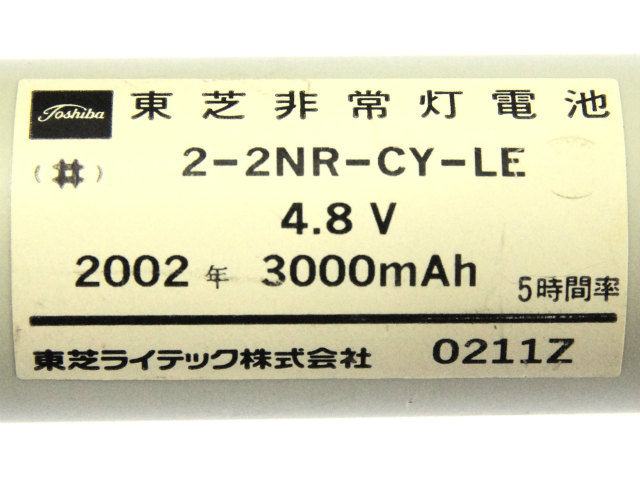 Toshiba 東芝非常灯電池
(井) 2-2NR-CY-LE
4.8 V
2002 年 3000mAh 5時間率
東芝ライテック株式会社 0211Z